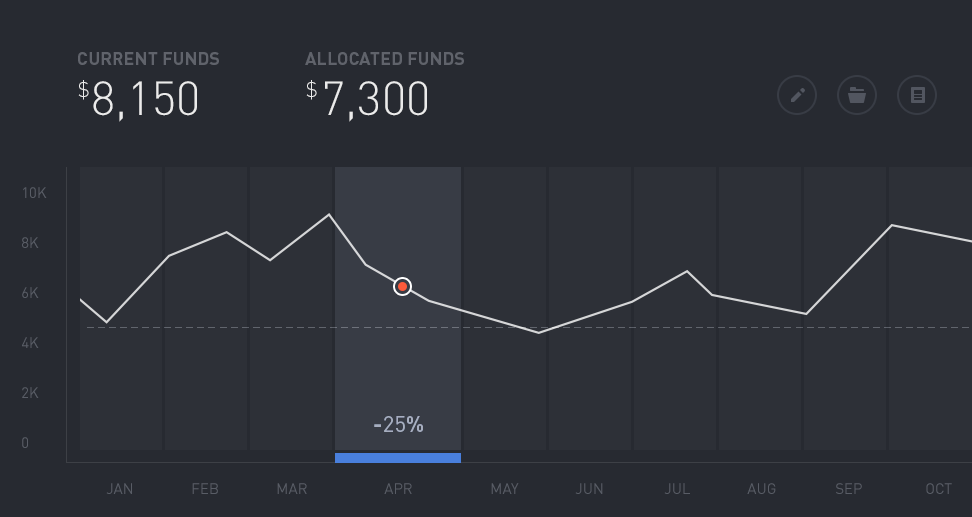 CURRENT FUNDS
$8,150
ALLOCATED FUNDS
$7,300
10K
8K
6K
4K
2K
0
-25%
JAN FEB MAR APR MAY JUN JUL AUG SEP OCT